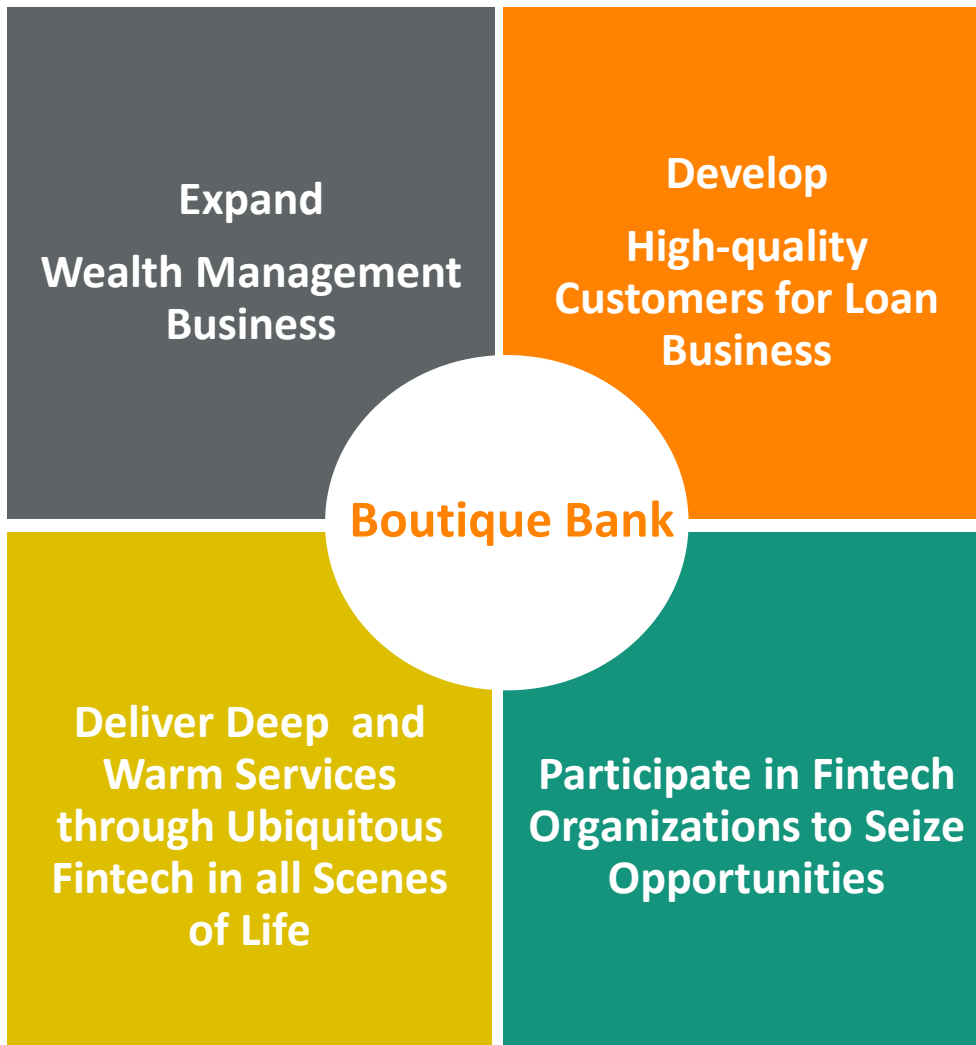 Expand
Wealth Management
Business
Develop
High-quality
Customers for Loan
Business
Boutique Bank
Deliver Deep  and
Warm Services
through Ubiquitous
Fintech in all Scenes
of Life
Participate in Fintech
Organizations to Seize
Opportunities